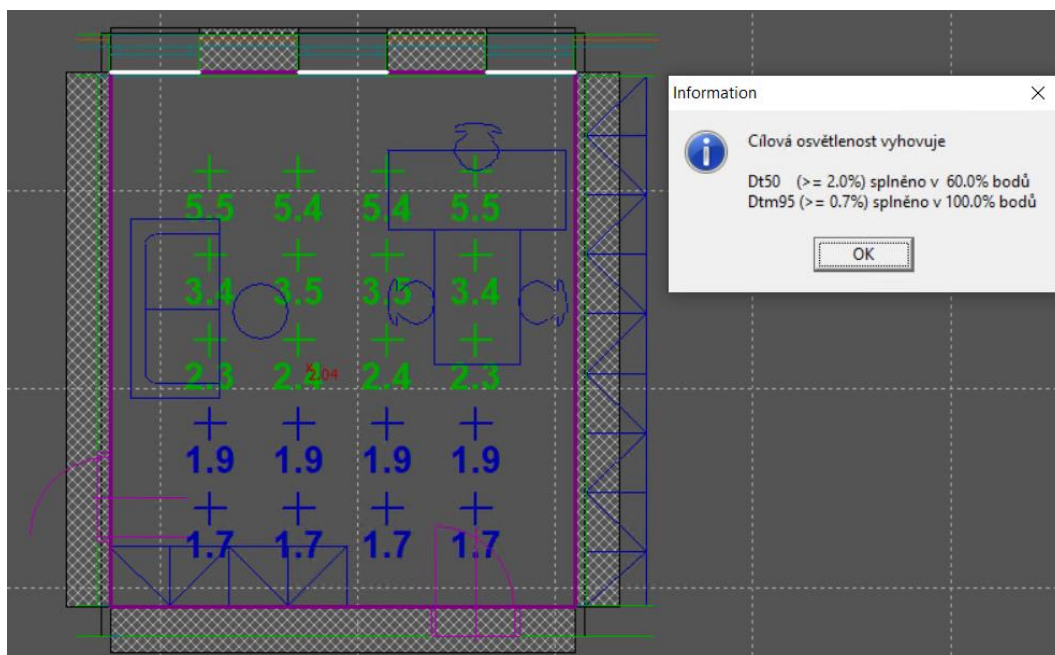 Information
Cílová osvětlenost vyhovuje
Dt50 (>= 2.0%) splněno v 60.0% bodů
Dtm95 (>= 0.7%) splněno v 100.0% bodů
OK
5.5 5.4 5.4 5.5
3.4 3.5 3.5 3.4
2.3 2.4 2.4 2.3
2.04
1.9 1.9 1.9 1.9
1.7 1.7 1.7 1.7